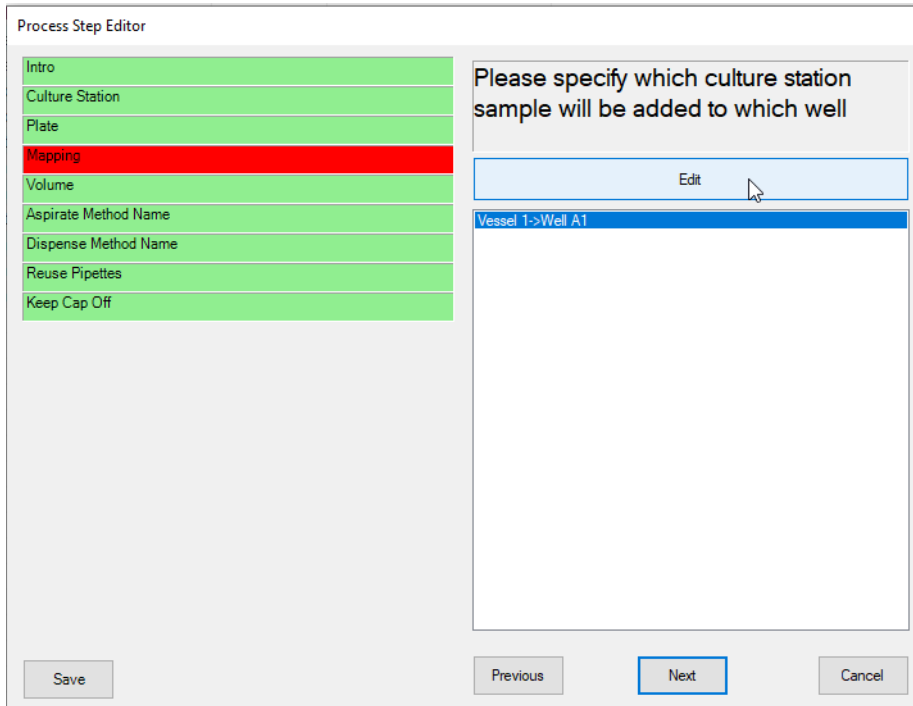 Process Step Editor
Intro
Culture Station
Plate
Mapping
Volume
Aspirate Method Name
Dispense Method Name
Reuse Pipettes
Keep Cap Off
Please specify which culture station
sample will be added to which well
Edit
Vessel 1->Well A1
Save
Previous
Next
Cancel